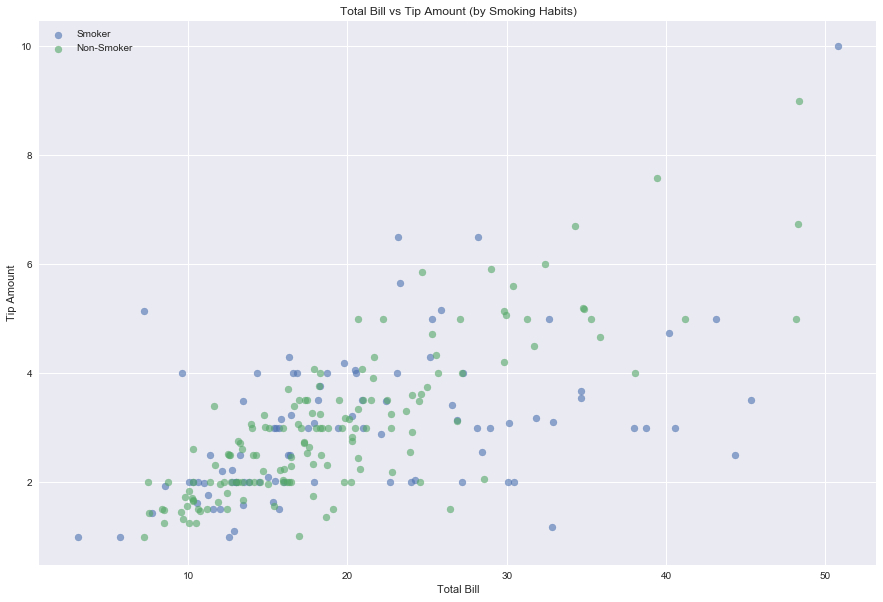 Total Bill vs Tip Amount (by Smoking Habits)
Smoker
Non-Smoker
10
8
6
4
2
Tip Amount
10 20 30 40 50
Total Bill